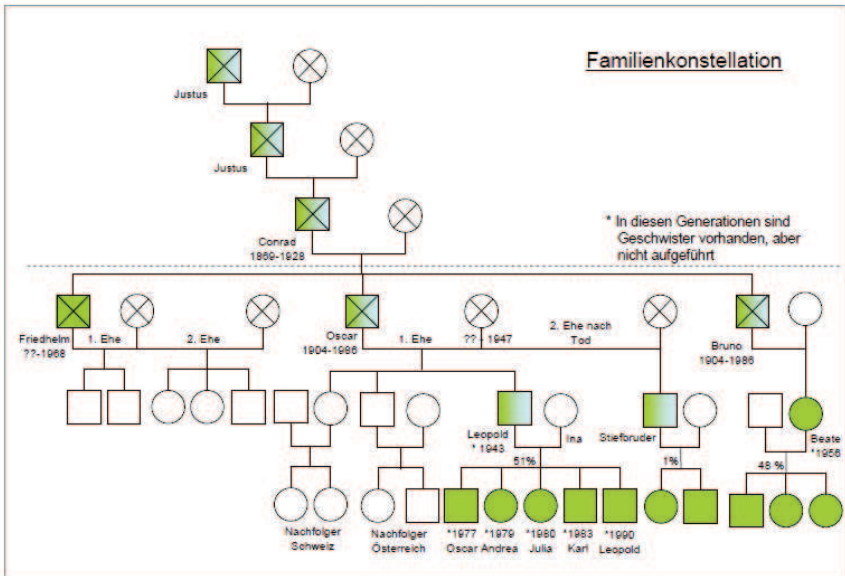 Familienkonstellation
Justus
Justus
* In diesen Generationen sind
Geschwister vorhanden, aber
nicht aufgeführt
Conrad
1869-1928
Friedhelm
??-1968
1. Ehe
2. Ehe
Oscar
1904-1986
1. Ehe
?? - 1947
2. Ehe nach
Tod
Bruno
1904-1986
Leopold
* 1943
Ina
Stiefbruder
Beate
*1956
51%
1%
48 %
Nachfolger
Schweiz
Nachfolger
Österreich
*1977
Oscar
*1979
Andrea
*1980
Julia
*1983
Karl
*1990
Leopold